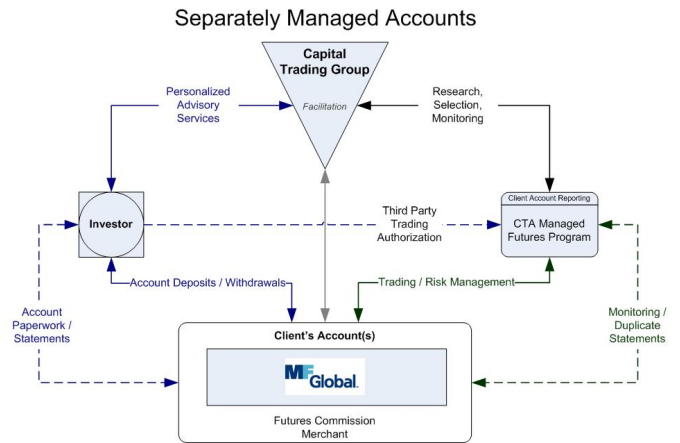 Separately Managed Accounts
Capital
Trading Group
Facilitation
Personalized
Advisory
Services
Research,
Selection,
Monitoring
Investor
Third Party
Trading
Authorization
Client Account Reporting
CTA Managed
Futures Program
Account Deposits / Withdrawals
Trading / Risk Management
Account
Paperwork /
Statements
Monitoring /
Duplicate
Statements
Client's Account(s)
MF Global
Futures Commission
Merchant